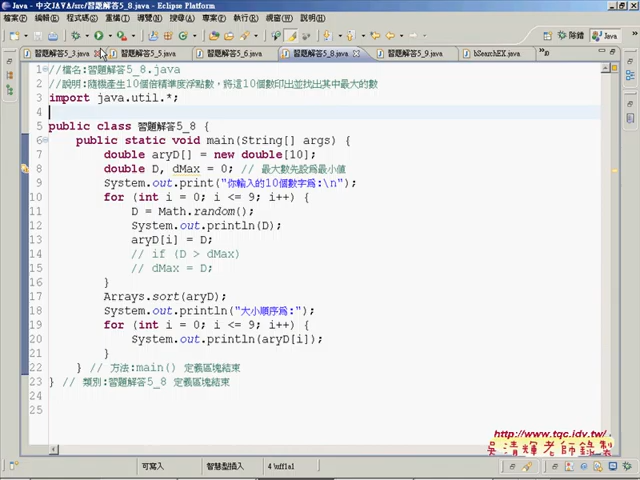 Java - 中文JAVA/src/習題解答5_8.java - Eclipse Platform
檔案(F) 編輯(E) 程式碼(S) 重構(T) 導覽(N) 搜尋(A) 專案(P) 執行(R) 視窗(W) 說明(H)
除錯 Java
習題解答5_3.java 習題解答5_5.java 習題解答5_6.java 習題解答5_8.java 習題解答5_9.java bSearchEX.java
1 //檔名:習題解答5_8.java
2 //說明:隨機產生10個倍精準度浮點數，將這10個數印出並找出其中最大的數
3 import java.util.*;
4
5 public class 習題解答5_8 {
6 public static void main(String[] args) {
7 double aryD[] = new double[10];
8 double D, dMax = 0; // 最大數先設為最小值
9 System.out.print("你輸入的10個數字為:\n");
10 for (int i = 0; i <= 9; i++) {
11 D = Math.random();
12 System.out.println(D);
13 aryD[i] = D;
14 // if (D > dMax)
15 // dMax = D;
16 }
17 Arrays.sort(aryD);
18 System.out.println("大小順序為:");
19 for (int i = 0; i <= 9; i++) {
20 System.out.println(aryD[i]);
21 }
22 } // 方法:main() 定義區塊結束
23 } // 類別:習題解答5_8 定義區塊結束
24
25
http://www.tqc.idv.tw/
吳清輝老師錄製
可寫入 智慧型插入 4 \uff1a1